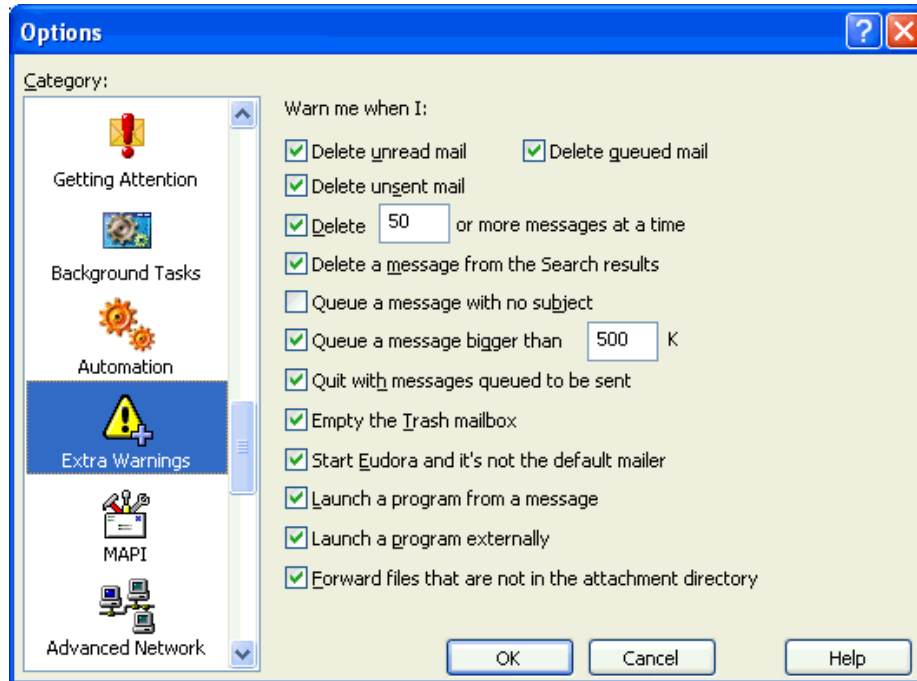 Options
Category:
Getting Attention
Background Tasks
Automation
Extra Warnings
MAPI
Advanced Network
Warn me when I:
Delete unread mail Delete queued mail
Delete unsent mail
Delete 50 or more messages at a time
Delete a message from the Search results
Queue a message with no subject
Queue a message bigger than 500 K
Quit with messages queued to be sent
Empty the Trash mailbox
Start Eudora and it's not the default mailer
Launch a program from a message
Launch a program externally
Forward files that are not in the attachment directory
OK Cancel Help